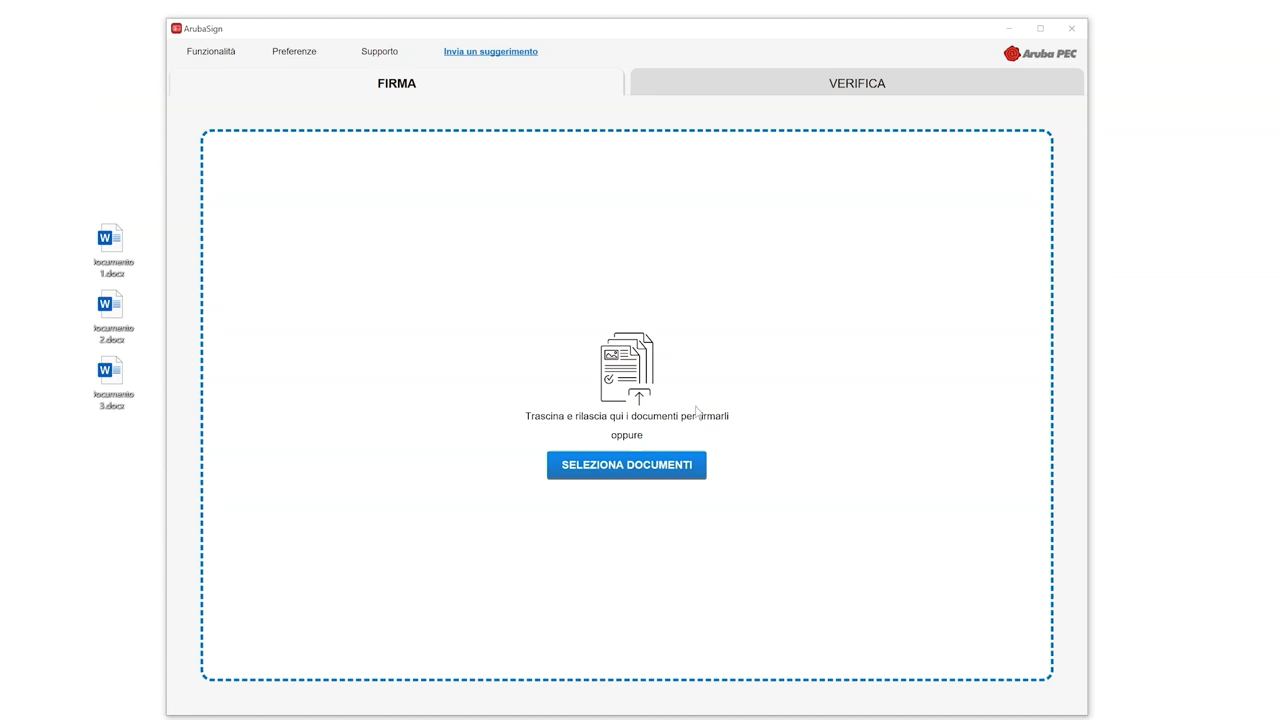 ArubaSign
Funzionalità Preferenze Supporto Invia un suggerimento
Aruba PEC
FIRMA VERIFICA
1.docx
2.docx
3.docx
Trascina e rilascia qui i documenti per firmarli
oppure
SELEZIONA DOCUMENTI